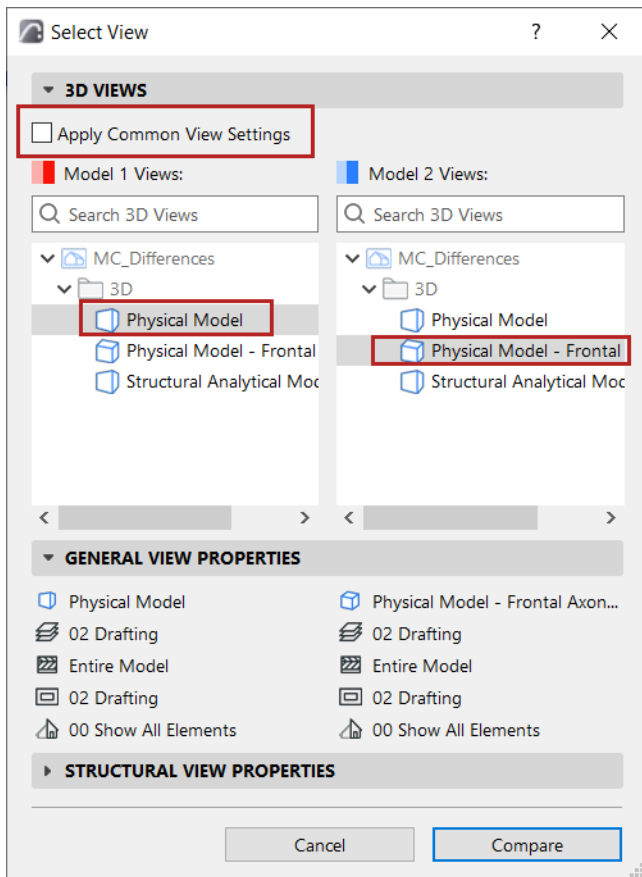 Select View ?
3D VIEWS
Apply Common View Settings
Model 1 Views: Model 2 Views:
Search 3D Views Search 3D Views
MC_Differences MC_Differences
3D 3D
Physical Model Physical Model
Physical Model - Frontal Physical Model - Frontal
Structural Analytical Moc Structural Analytical Moc
GENERAL VIEW PROPERTIES
Physical Model Physical Model - Frontal Axon...
02 Drafting 02 Drafting
Entire Model Entire Model
02 Drafting 02 Drafting
00 Show All Elements 00 Show All Elements
STRUCTURAL VIEW PROPERTIES
Cancel Compare